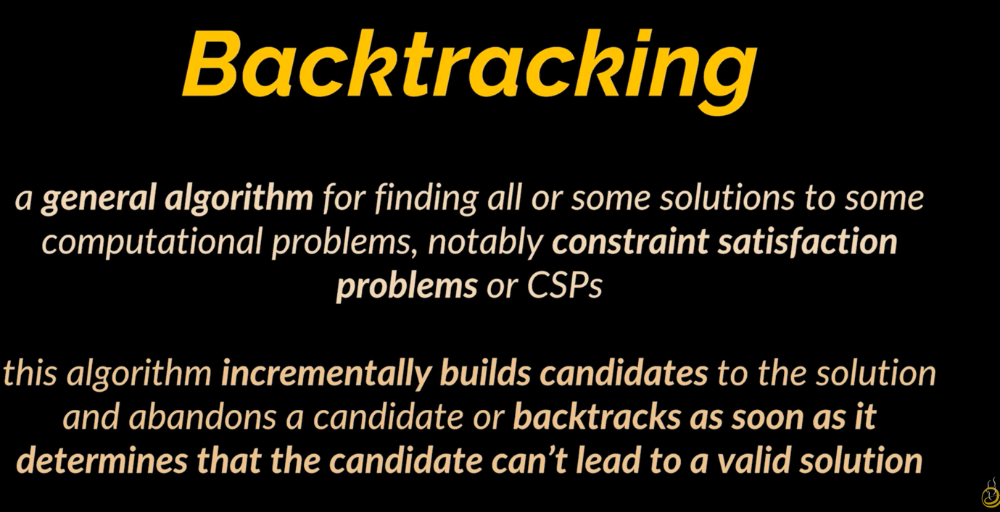 Backtracking
a general algorithm for finding all or some solutions to some
computational problems, notably constraint satisfaction
problems or CSPs
this algorithm incrementally builds candidates to the solution
and abandons a candidate or backtracks as soon as it
determines that the candidate can’t lead to a valid solution